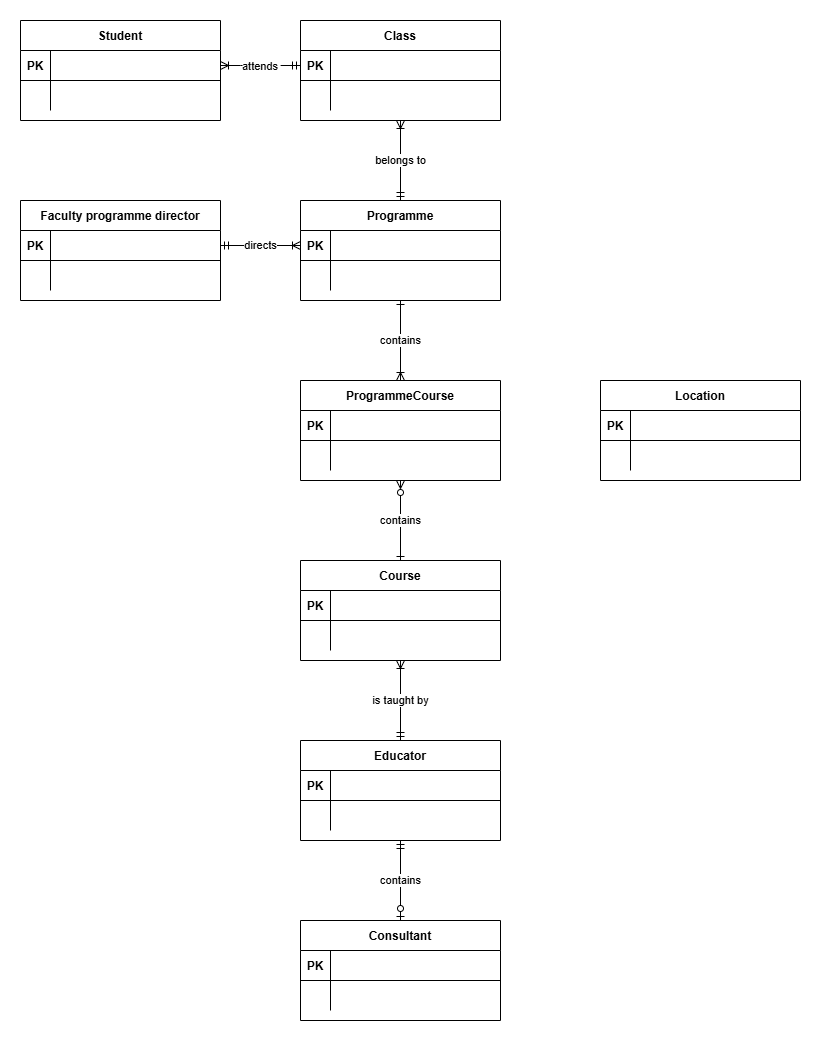 Student
PK
attends
Class
PK
belongs to
Faculty programme director
PK
directs
Programme
PK
contains
ProgrammeCourse
PK
Location
PK
contains
Course
PK
is taught by
Educator
PK
contains
Consultant
PK